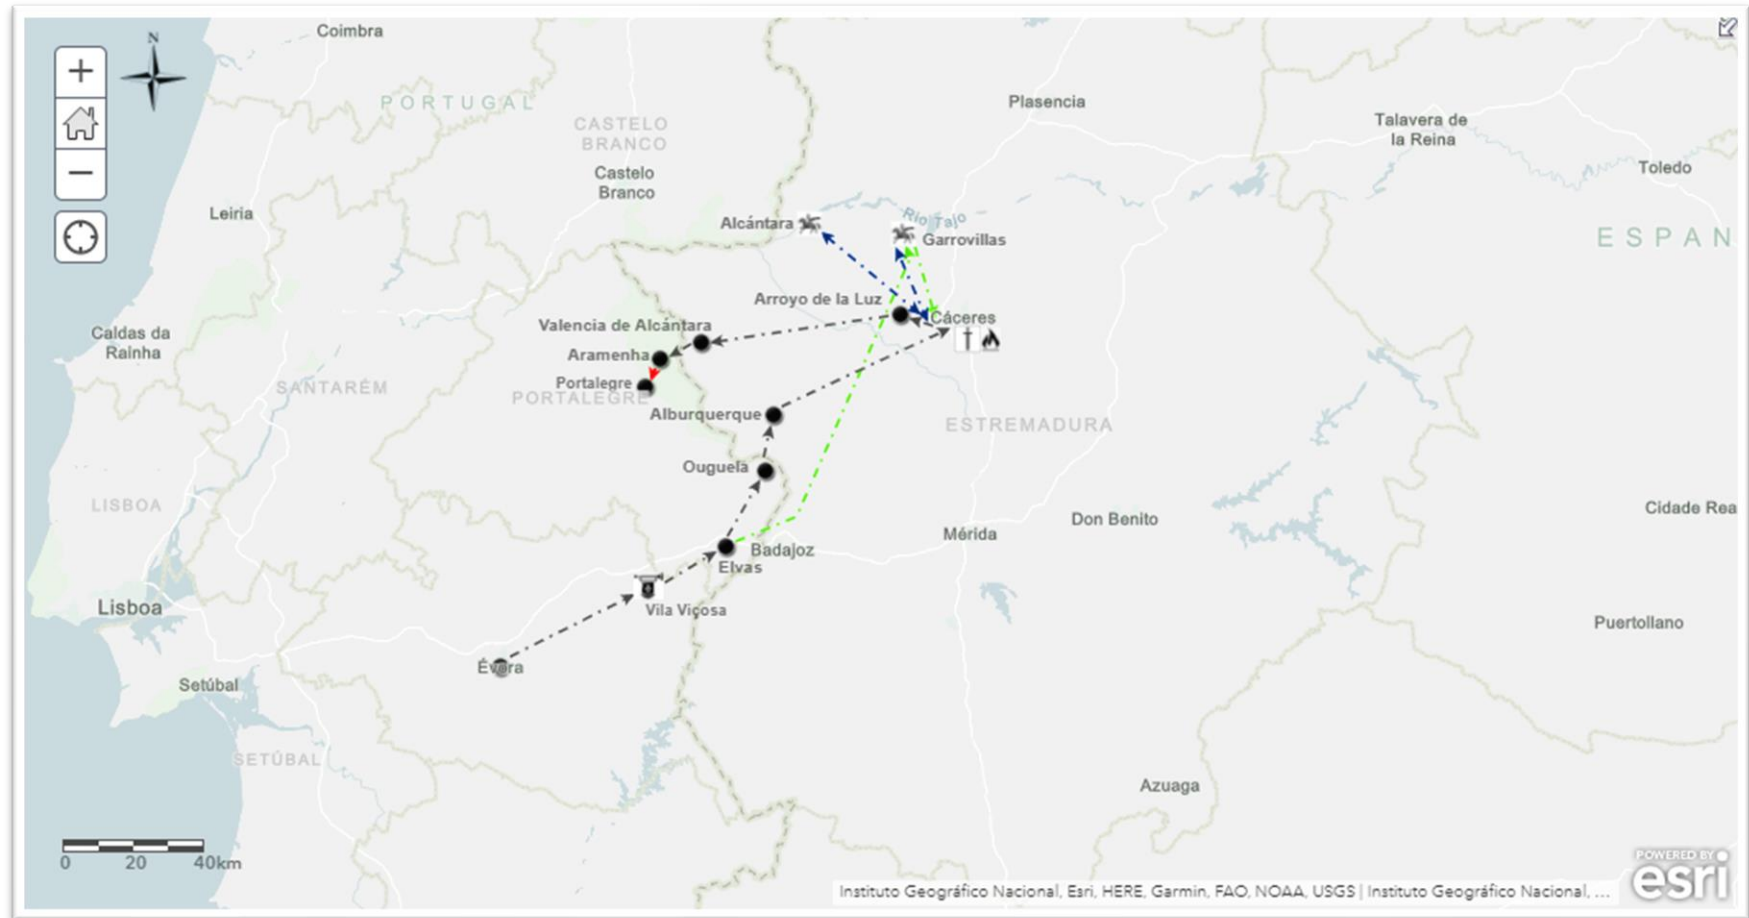 Coimbra
N
+
PORTUGAL
Plasencia
CASTELO
BRANCO
Talavera de
la Reina
Castelo
Branco
Toledo
−
Leiria
Alcántara
Río Tajo
Garrovillas
ESPAN
Arroyo de la Luz
Cáceres
Valencia de Alcántara
Caldas da
Rainha
Aramenha
SANTARÉM
Portalegre
PORTALEGRE
Alburquerque
ESTREMADURA
Ouguela
LISBOA
Cidade Rea
Don Benito
Mérida
Badajoz
Elvas
Lisboa
Vila Viçosa
Puertollano
Évora
Setúbal
SETÚBAL
Azuaga
0 20 40km
POWERED BY
esri
Instituto Geográfico Nacional, Esri, HERE, Garmin, FAO, NOAA, USGS | Instituto Geográfico Nacional, ...